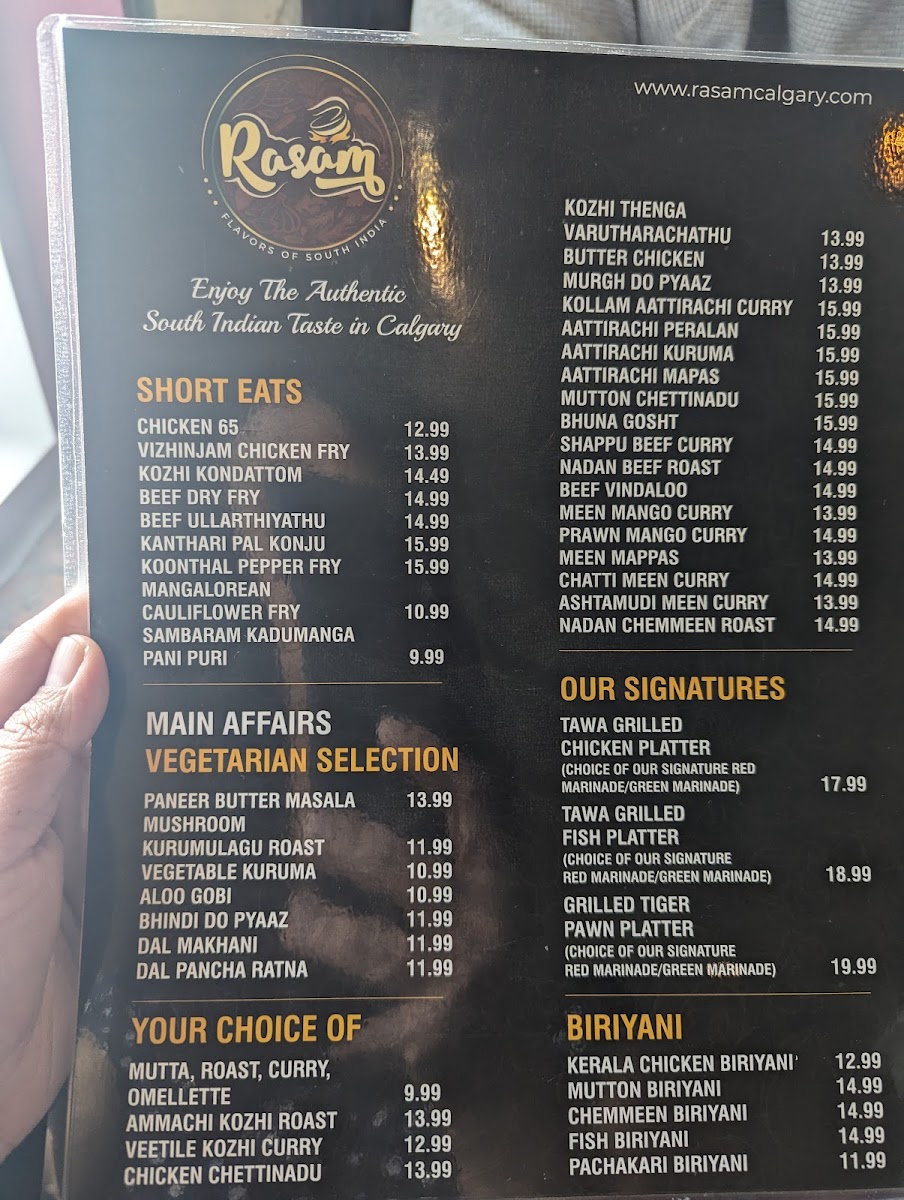 Rasam
FLAVORS OF SOUTH INDIA
Enjoy The Authentic
South Indian Taste in Calgary
SHORT EATS
CHICKEN 65 12.99
VIZHINJAM CHICKEN FRY 13.99
KOZHI KONDATTOM 14.49
BEEF DRY FRY 14.99
BEEF ULLARTHIYATHU 14.99
KANTHARI PAL KONJU 15.99
KOONTHAL PEPPER FRY 15.99
MANGALOREAN
CAULIFLOWER FRY 10.99
SAMBARAM KADUMANGA
PANI PURI 9.99
MAIN AFFAIRS
VEGETARIAN SELECTION
PANEER BUTTER MASALA 13.99
MUSHROOM
KURUMULAGU ROAST 11.99
VEGETABLE KURUMA 10.99
ALOO GOBI 10.99
BHINDI DO PYAAZ 11.99
DAL MAKHANI 11.99
DAL PANCHA RATNA 11.99
YOUR CHOICE OF
MUTTA, ROAST, CURRY,
OMELLETTE 9.99
AMMACHI KOZHI ROAST 13.99
VEETILE KOZHI CURRY 12.99
CHICKEN CHETTINADU 13.99
www.rasamcalgary.com
KOZHI THENGA
VARUTHARACHATHU 13.99
BUTTER CHICKEN 13.99
MURGH DO PYAAZ 13.99
KOLLAM AATTIRACHI CURRY 15.99
AATTIRACHI PERALAN 15.99
AATTIRACHI KURUMA 15.99
AATTIRACHI MAPAS 15.99
MUTTON CHETTINADU 15.99
BHUNA GOSHT 15.99
SHAPPU BEEF CURRY 14.99
NADAN BEEF ROAST 14.99
BEEF VINDALOO 14.99
MEEN MANGO CURRY 13.99
PRAWN MANGO CURRY 14.99
MEEN MAPPAS 13.99
CHATTI MEEN CURRY 14.99
ASHTAMUDI MEEN CURRY 13.99
NADAN CHEMMEEN ROAST 14.99
OUR SIGNATURES
TAWA GRILLED
CHICKEN PLATTER
(CHOICE OF OUR SIGNATURE RED
MARINADE/GREEN MARINADE) 17.99
TAWA GRILLED
FISH PLATTER
(CHOICE OF OUR SIGNATURE
RED MARINADE/GREEN MARINADE) 18.99
GRILLED TIGER
PAWN PLATTER
(CHOICE OF OUR SIGNATURE
RED MARINADE/GREEN MARINADE) 19.99
BIRIYANI
KERALA CHICKEN BIRIYANI 12.99
MUTTON BIRIYANI 14.99
CHEMMEEN BIRIYANI 14.99
FISH BIRIYANI 14.99
PACHAKARI BIRIYANI 11.99